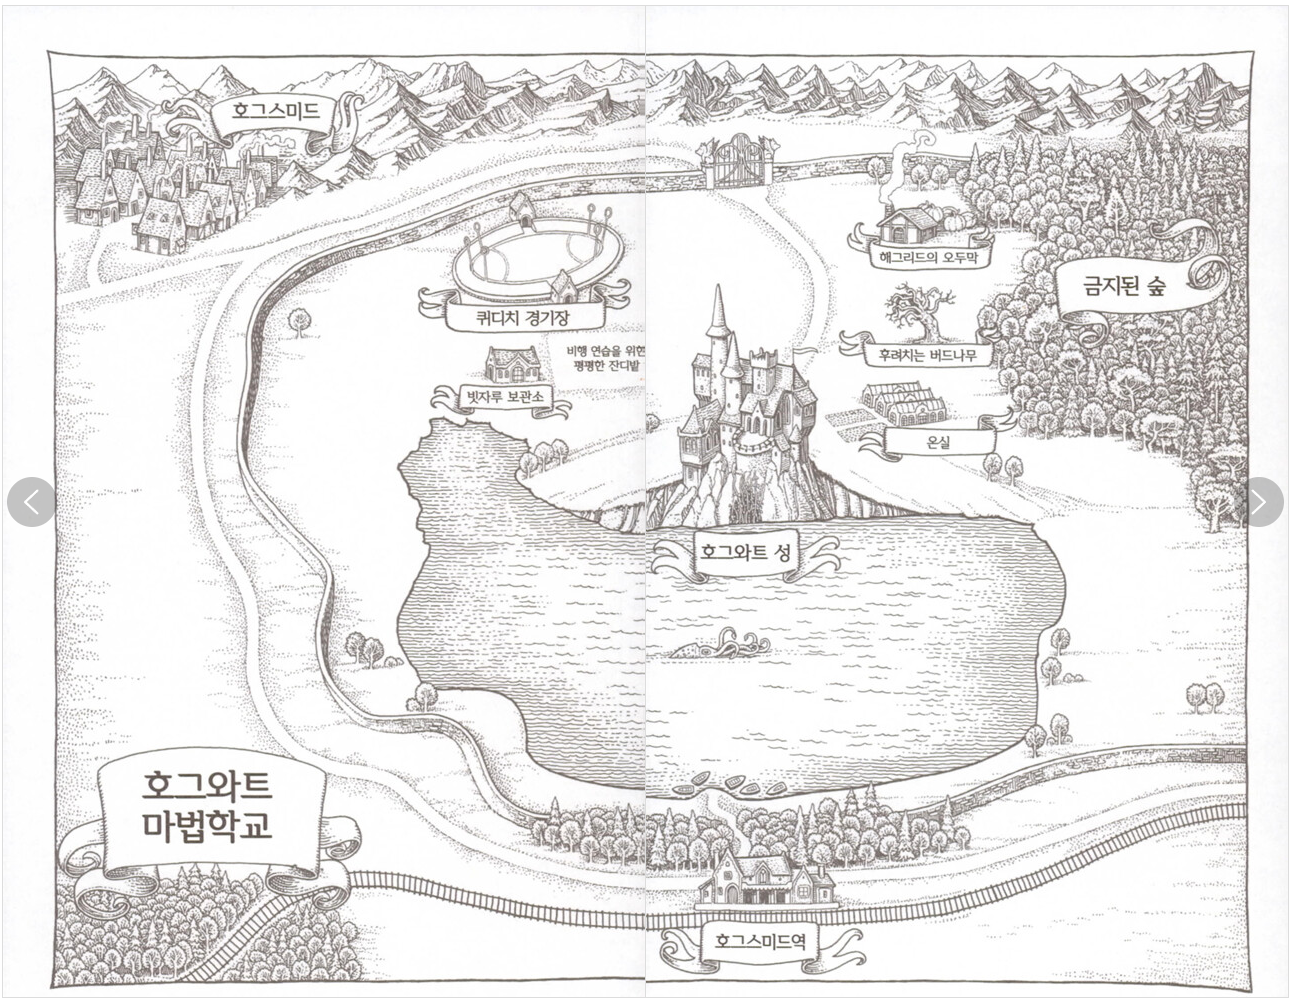 호그스미드
퀴디치 경기장
비행 연습을 위한
평평한 잔디밭
빗자루 보관소
해그리드의 오두막
금지된 숲
후려치는 버드나무
온실
호그와트 성
호그와트
마법학교
호그스미드역